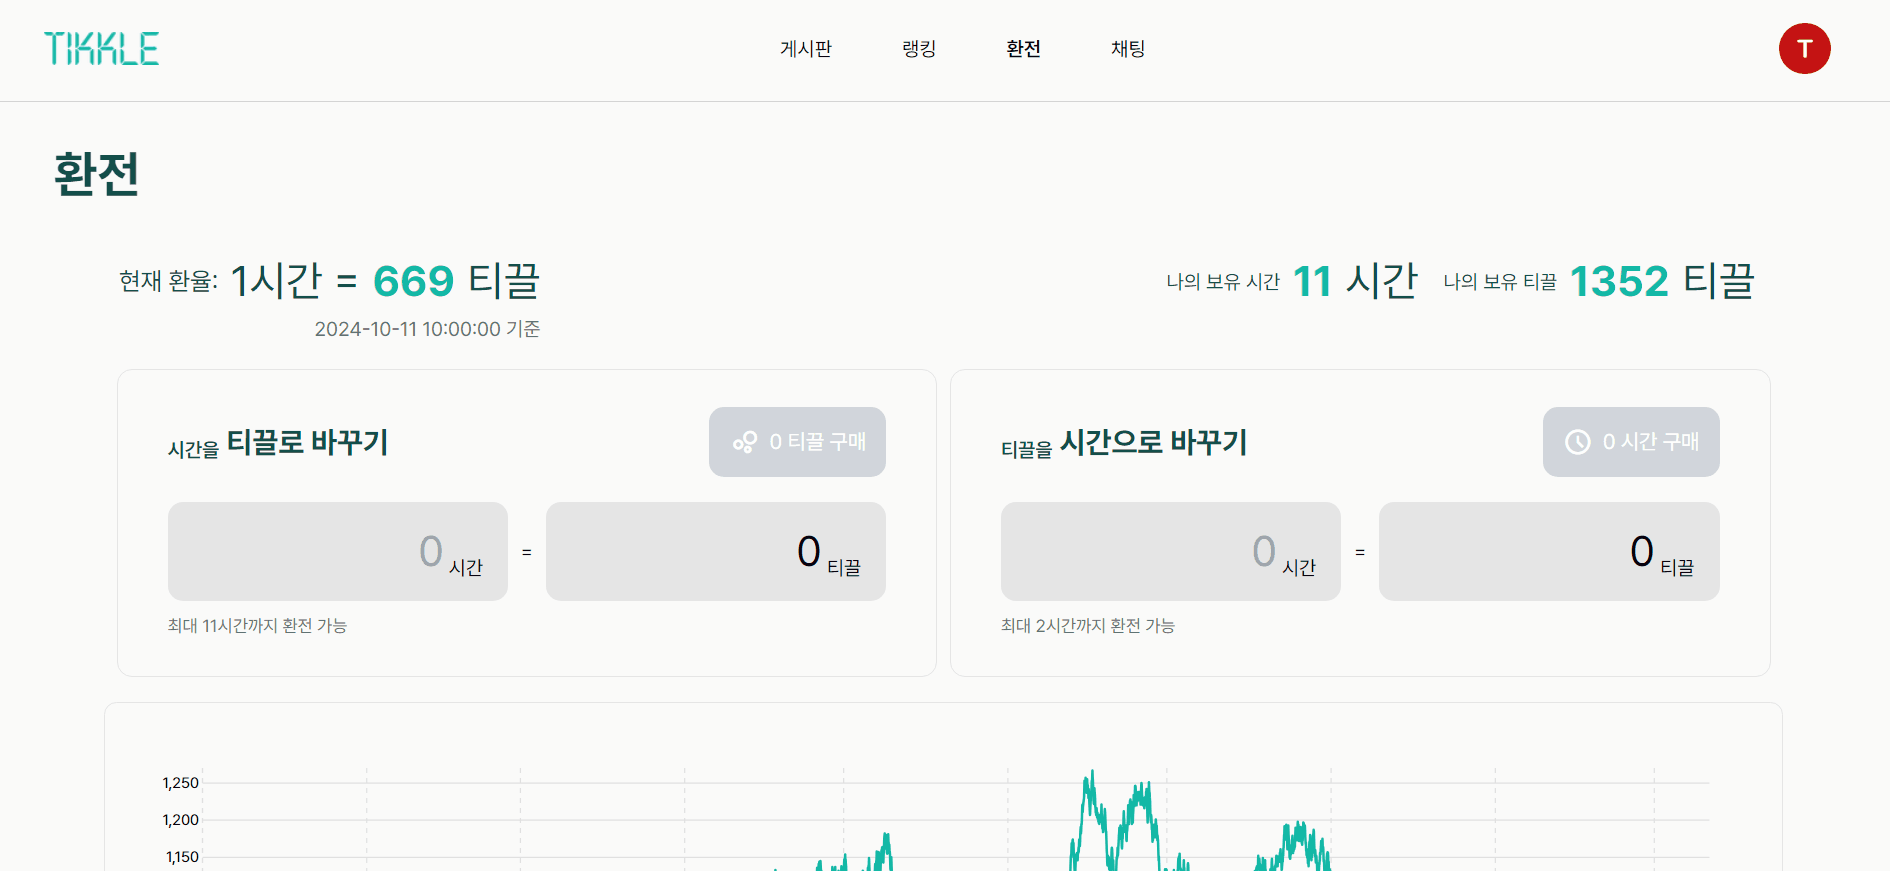 TIKKLE 게시판 랭킹 환전 채팅 T
환전
현재 환율: 1시간 = 669 티끌 나의 보유 시간 11 시간 나의 보유 티끌 1352 티끌
2024-10-11 10:00:00 기준
시간을 티끌로 바꾸기 0 티끌 구매
0 시간 = 0 티끌
최대 11시간까지 환전 가능
티끌을 시간으로 바꾸기 0 시간 구매
0 시간 = 0 티끌
최대 2시간까지 환전 가능
1,250
1,200
1,150